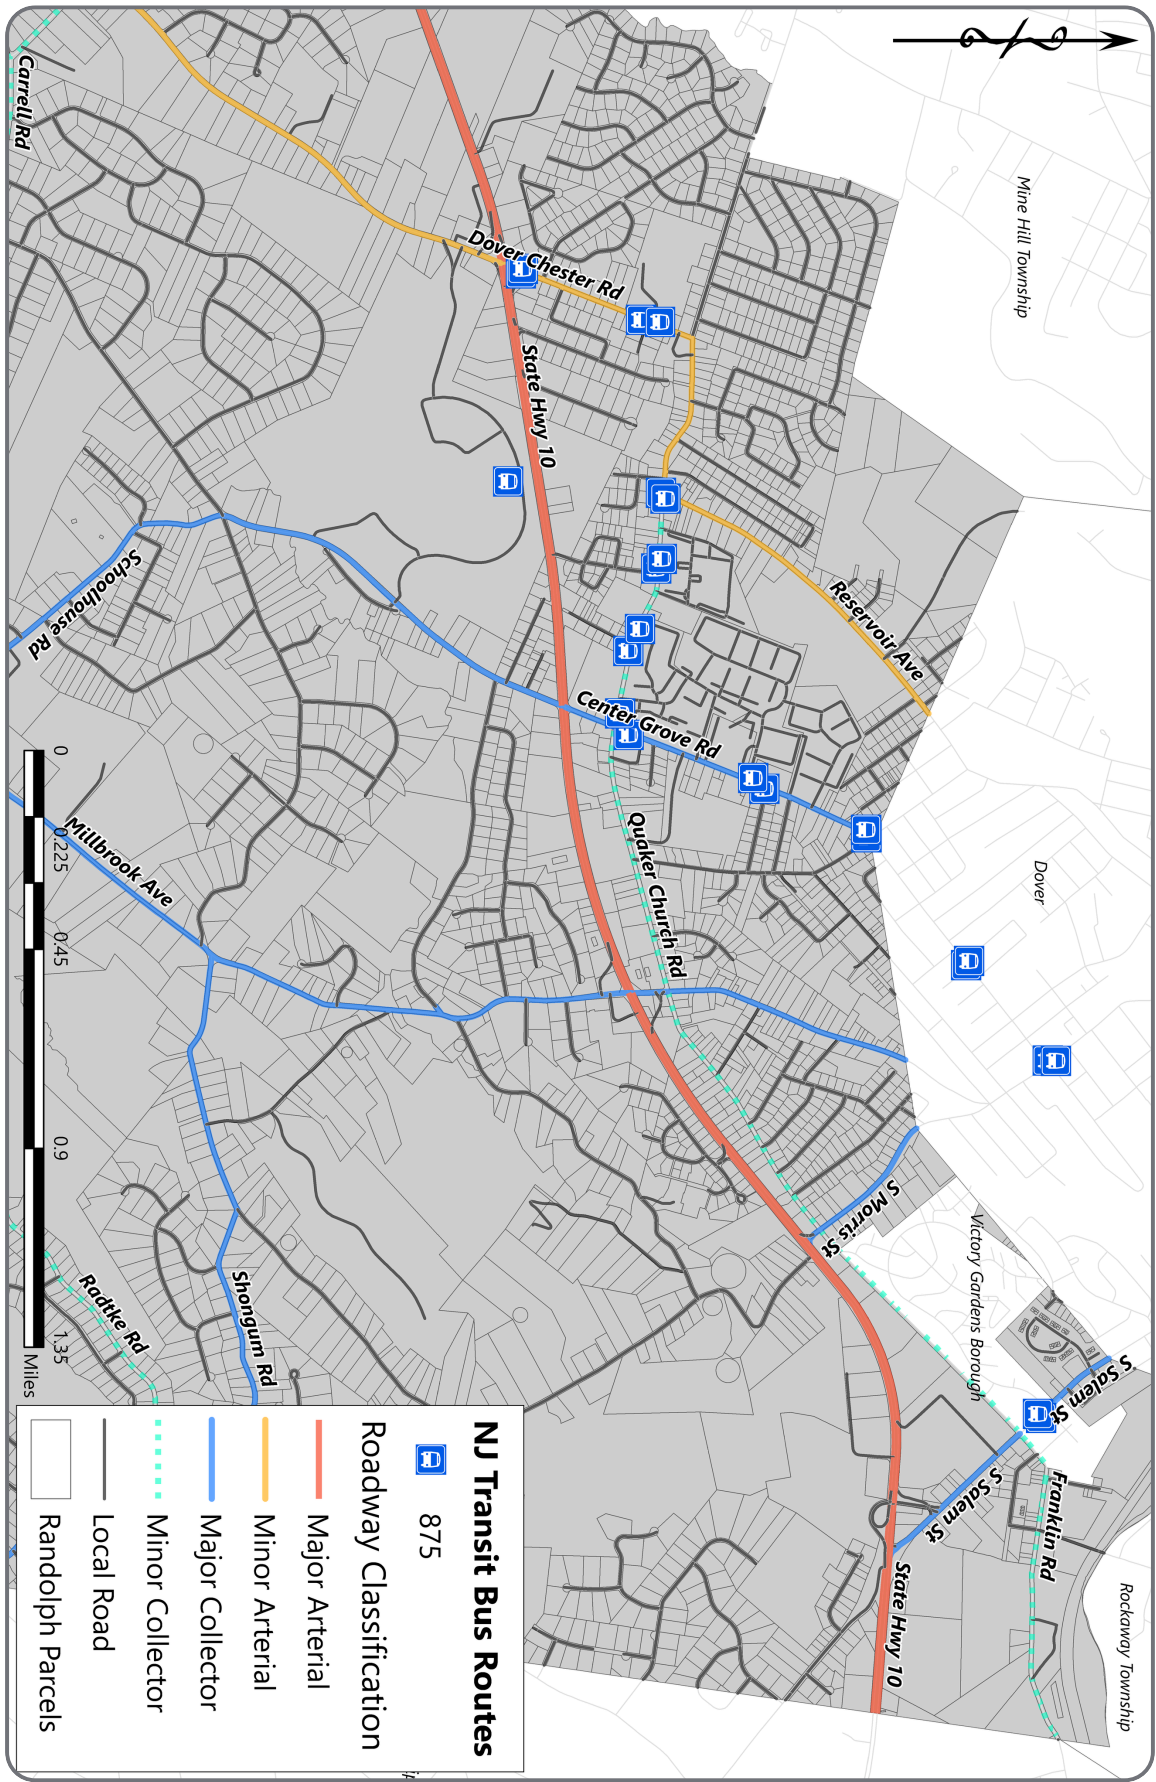 Mine Hill Township
Dover
Victory Gardens Borough
Rockaway Township
Carrell Rd
Dover Chester Rd
State Hwy 10
Reservoir Ave
Center Grove Rd
Schoolhouse Rd
Quaker Church Rd
Millbrook Ave
S Morris St
S Salem St
S Salem St
Franklin Rd
State Hwy 10
Shongum Rd
Radtke Rd
0 0.225 0.45 0.9 1.35
Miles
NJ Transit Bus Routes
875
Roadway Classification
Major Arterial
Minor Arterial
Major Collector
Minor Collector
Local Road
Randolph Parcels